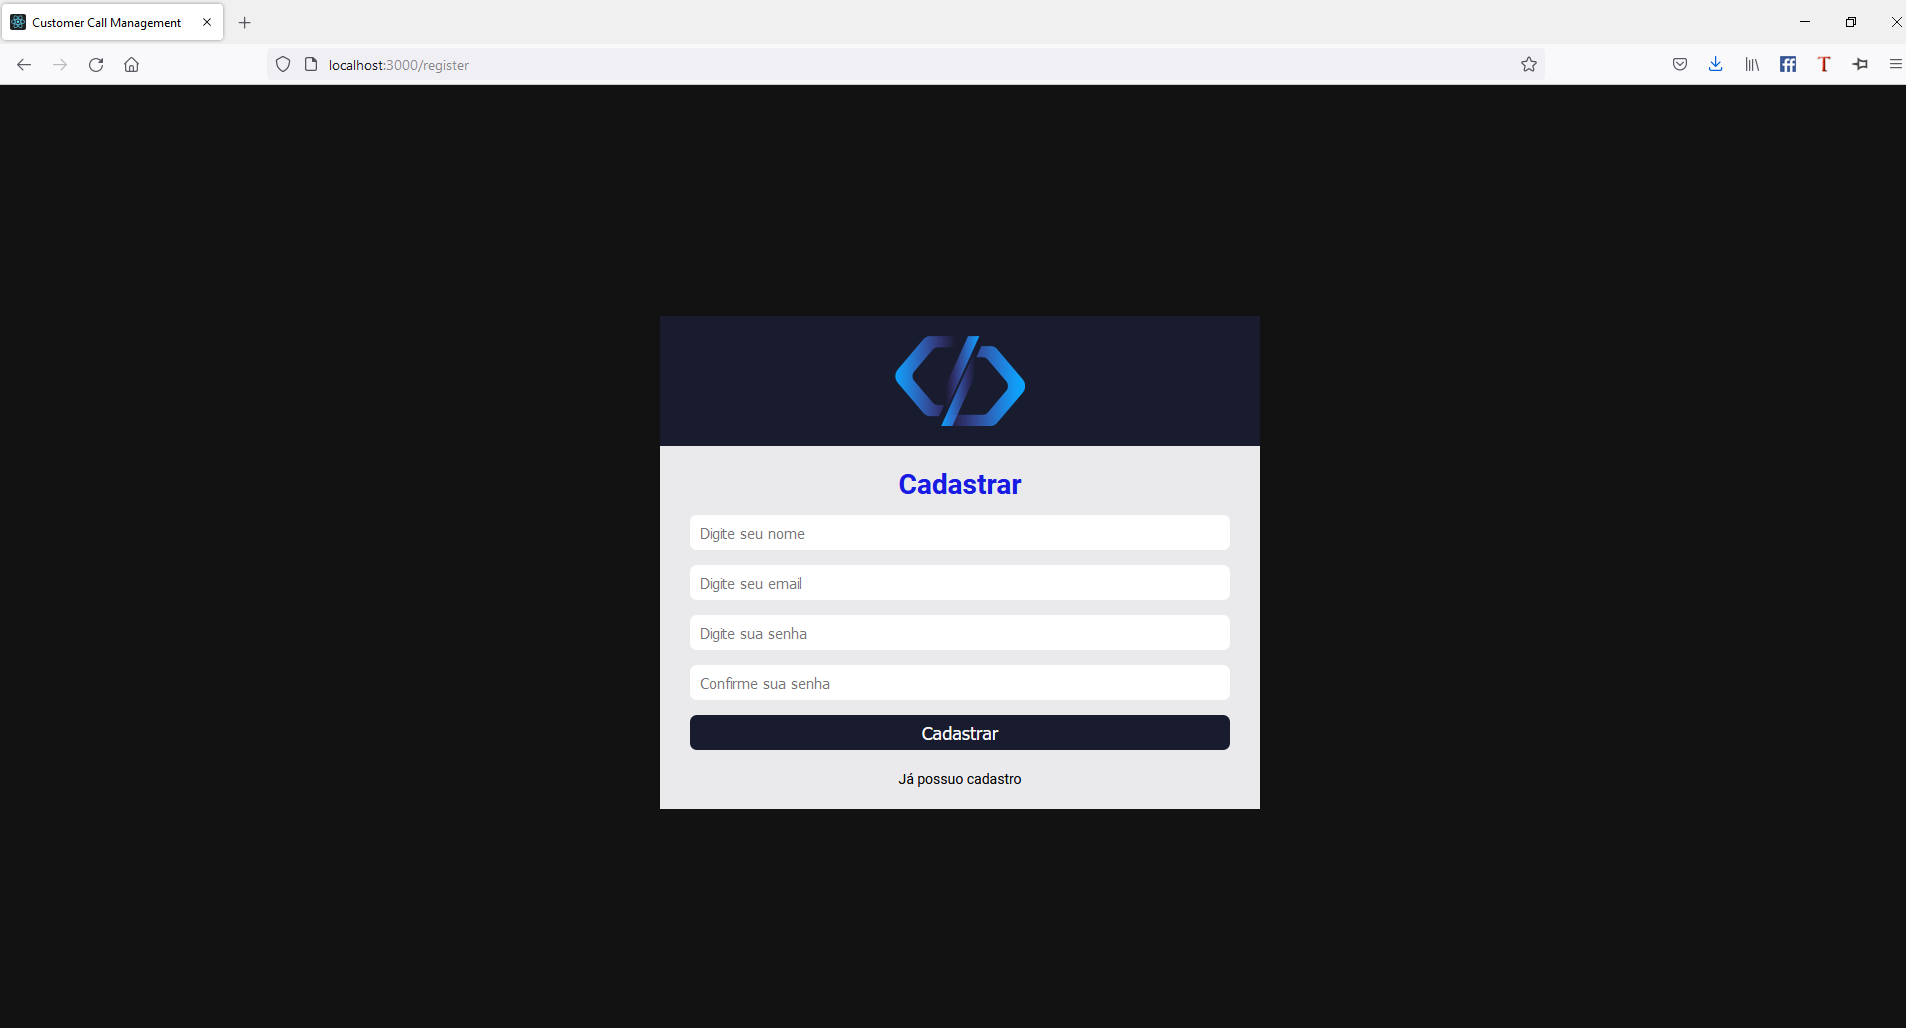 Customer Call Management
localhost:3000/register
Cadastrar
Digite seu nome
Digite seu email
Digite sua senha
Confirme sua senha
Cadastrar
Já possuo cadastro